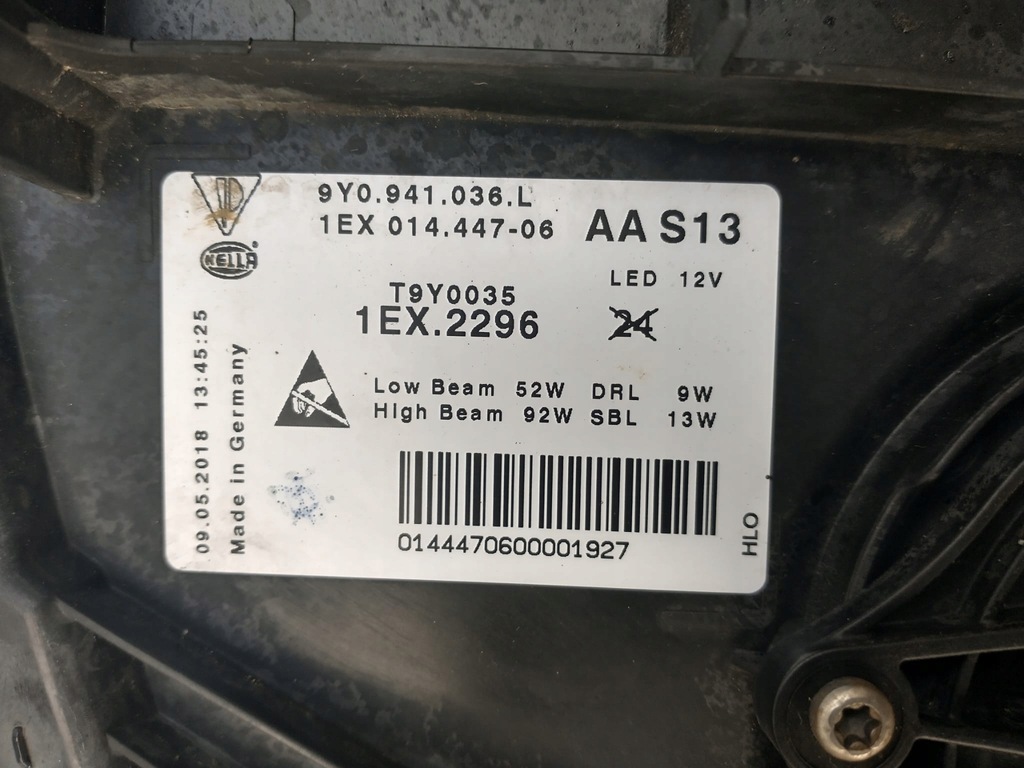 9Y0.941.036.L
1EX 014.447-06
AA S13
HELLA
LED 12V
T9Y0035
1EX.2296
24
Low Beam 52W DRL 9W
HIgh Beam 92W SBL 13W
09.05.2018 13:45:25
Made in Germany
0144470600001927
HLO